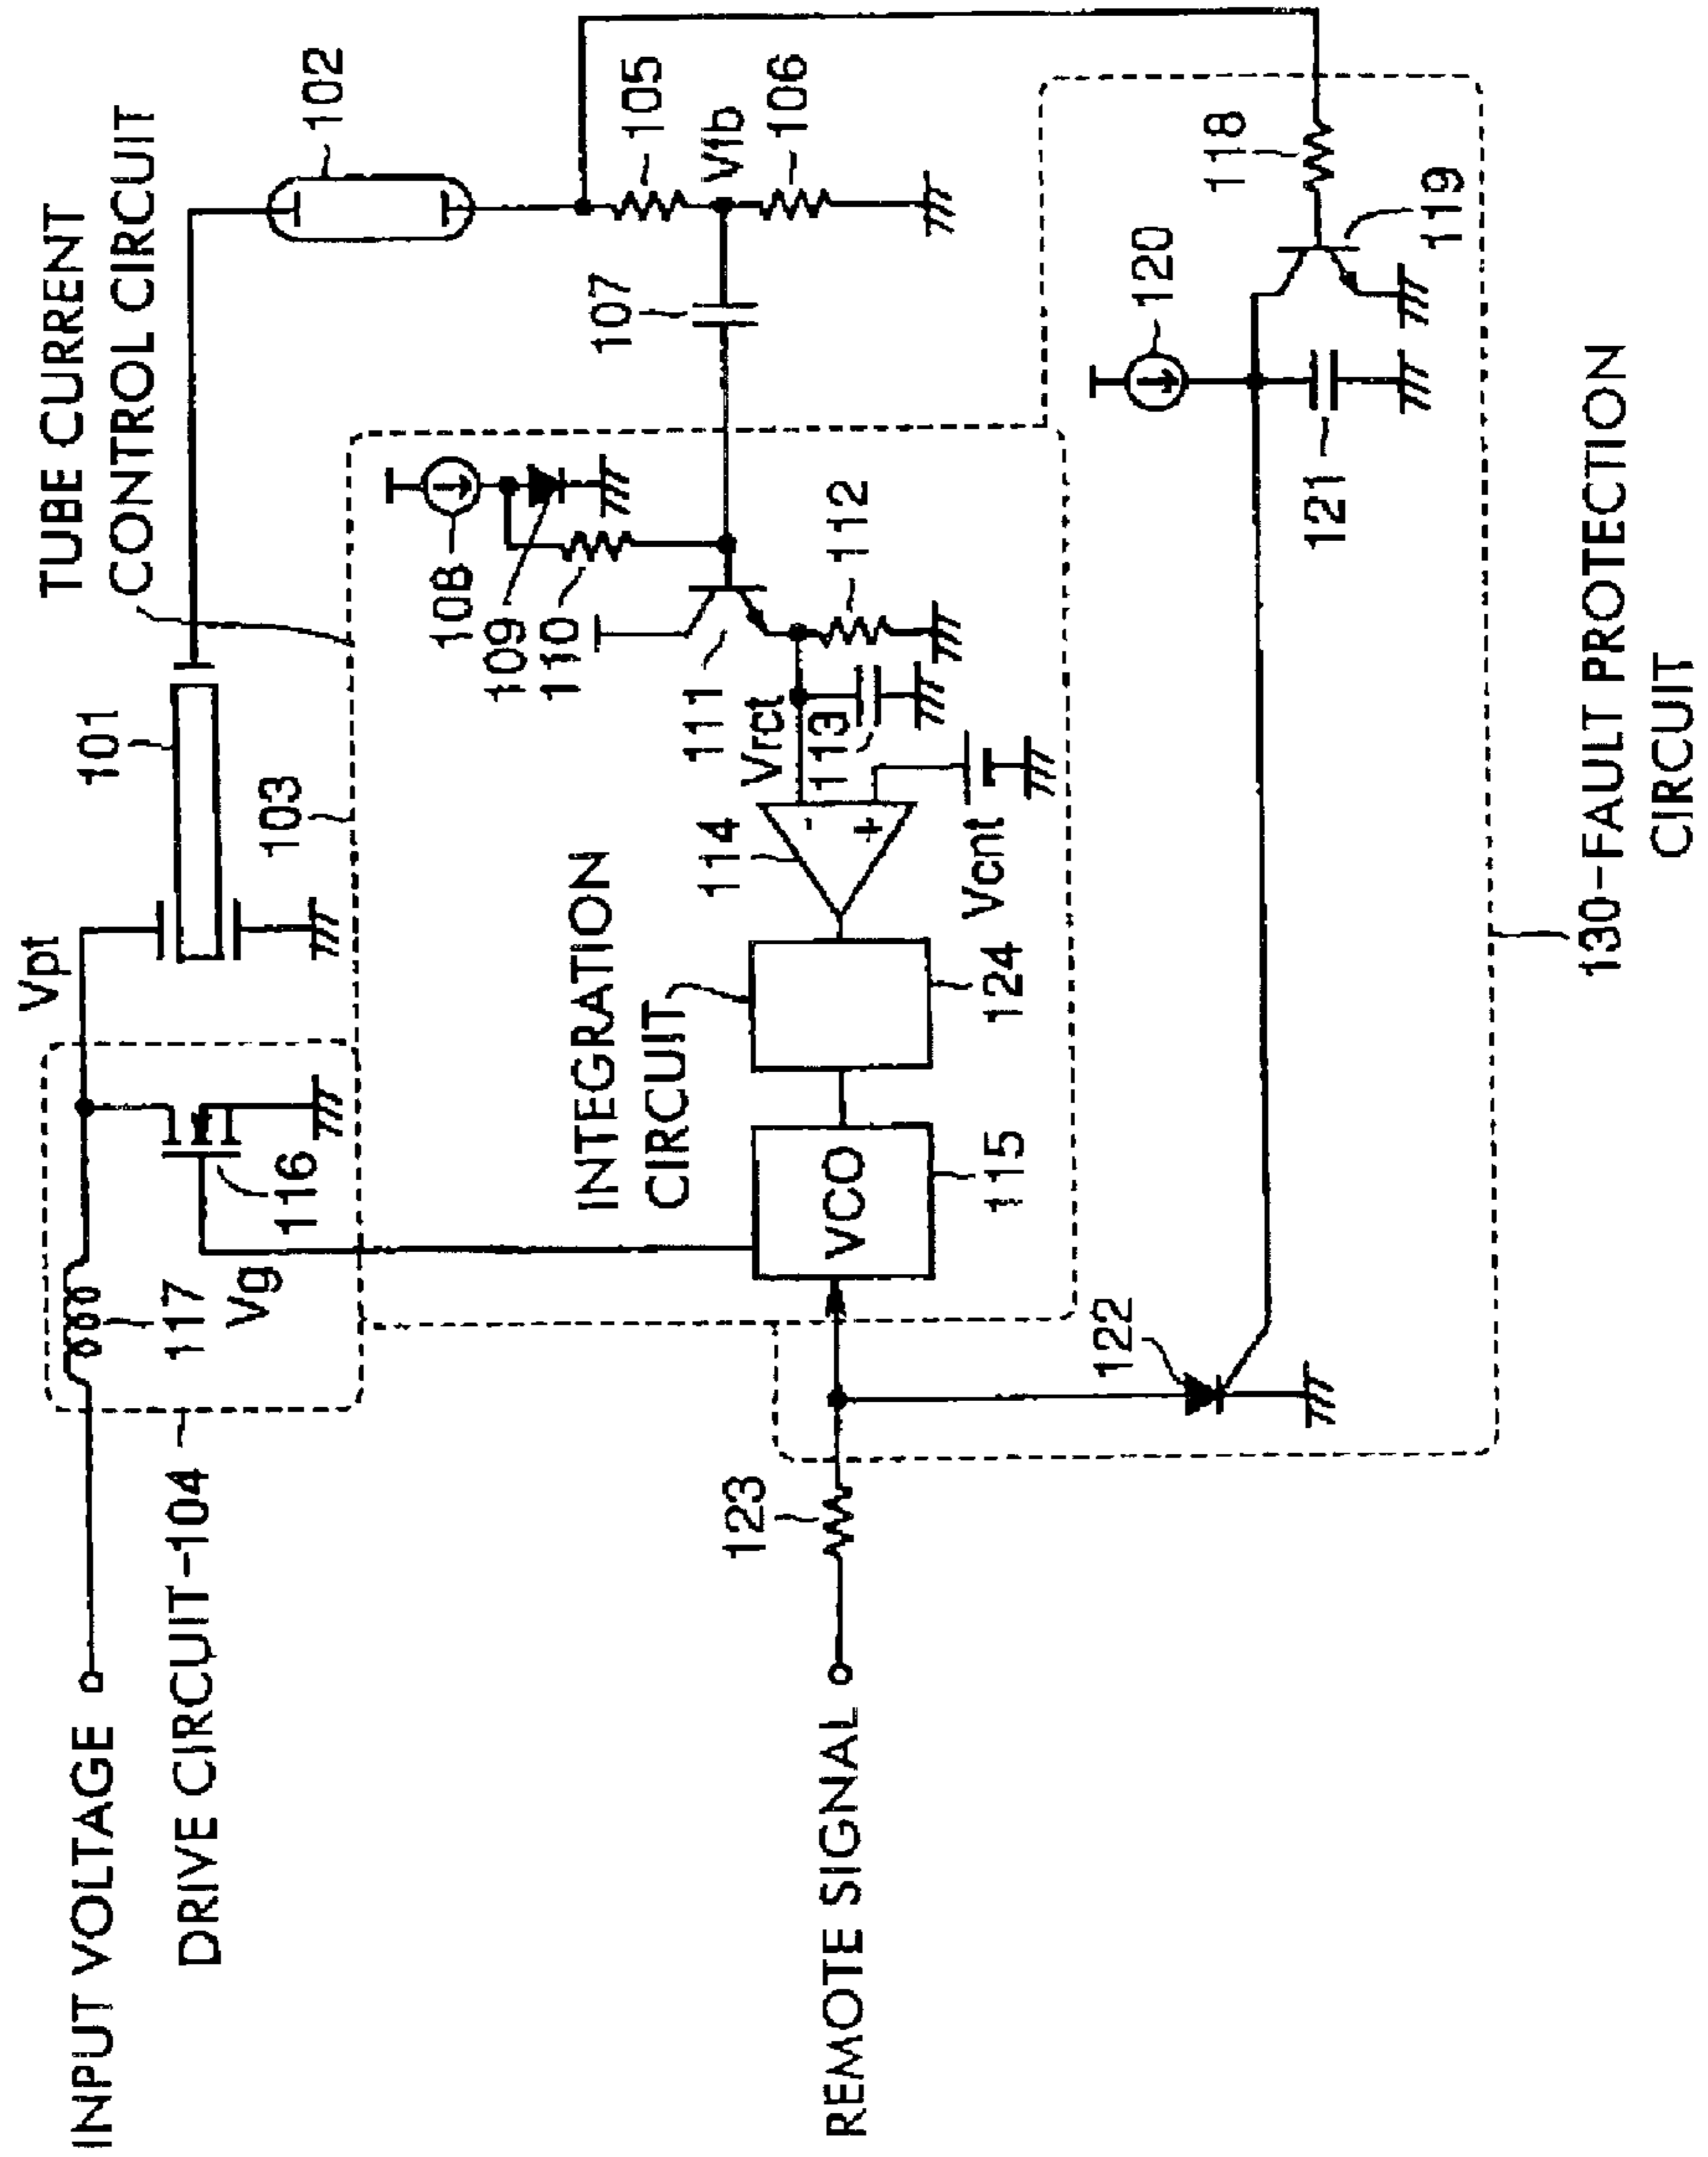 INPUT VOLTAGE
DRIVE CIRCUIT-104
117
Vg
116
Vpt
103
101
TUBE CURRENT
CONTROL CIRCUIT
102
105
Vfb
106
107
108
109
110
111
112
Vrct
113
114
Vcnt
INTEGRATION
CIRCUIT
124
VCO
115
REMOTE SIGNAL
123
122
118
119
120
121
130-FAULT PROTECTION
CIRCUIT